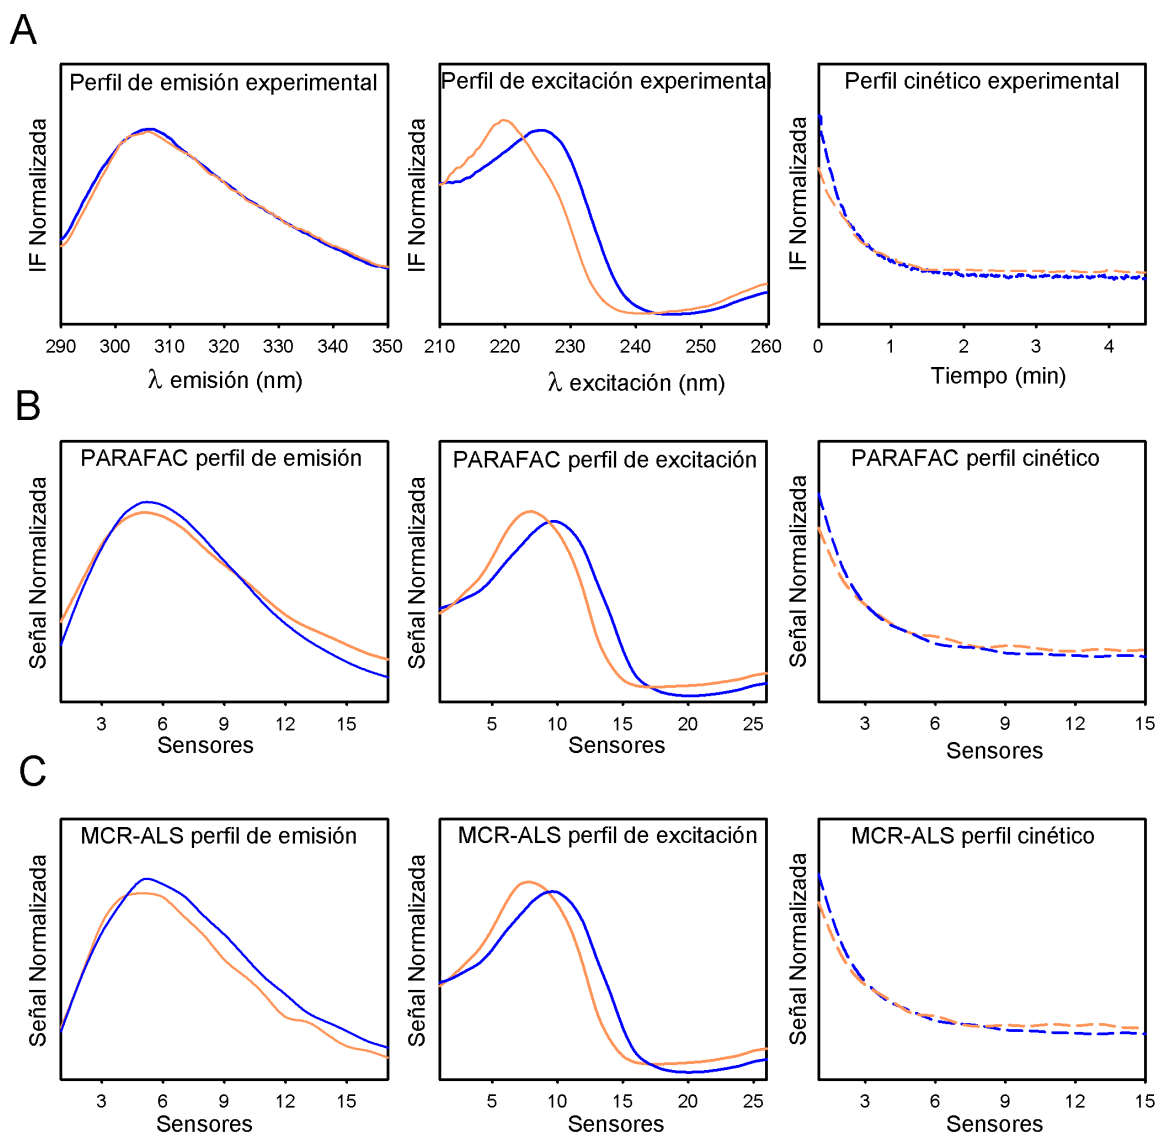 A
Perfil de emisión experimental
IF Normalizada
290 300 310 320 330 340 350
λ emisión (nm)
Perfil de excitación experimental
IF Normalizada
210 220 230 240 250 260
λ excitación (nm)
Perfil cinético experimental
IF Normalizada
0 1 2 3 4
Tiempo (min)
B
PARAFAC perfil de emisión
Señal Normalizada
3 6 9 12 15
Sensores
PARAFAC perfil de excitación
Señal Normalizada
5 10 15 20 25
Sensores
PARAFAC perfil cinético
Señal Normalizada
3 6 9 12 15
Sensores
C
MCR-ALS perfil de emisión
Señal Normalizada
3 6 9 12 15
Sensores
MCR-ALS perfil de excitación
Señal Normalizada
5 10 15 20 25
Sensores
MCR-ALS perfil cinético
Señal Normalizada
3 6 9 12 15
Sensores